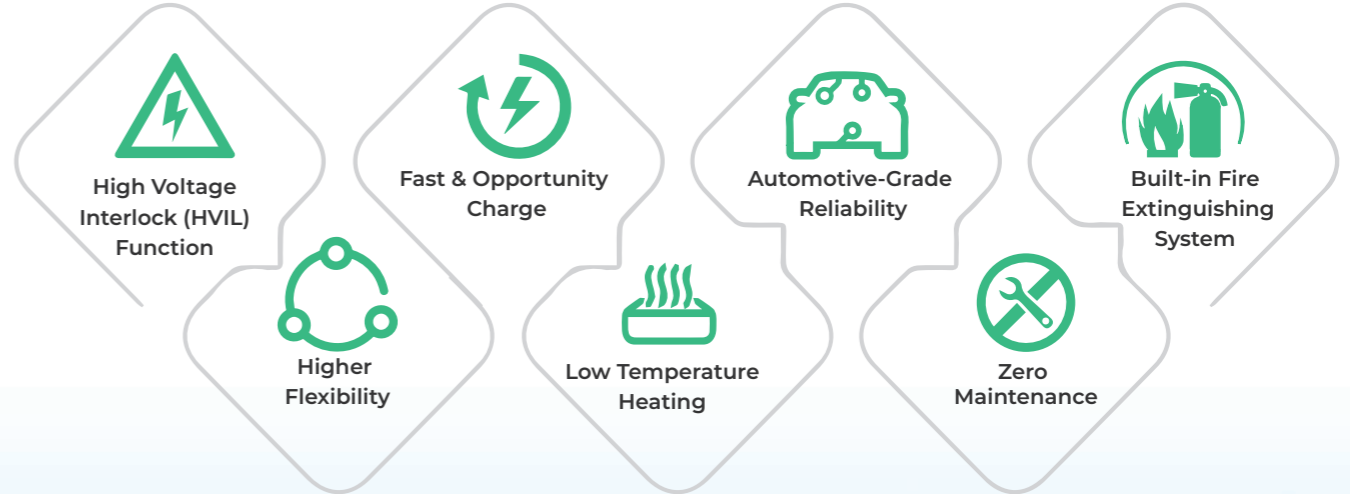 High Voltage
Interlock (HVIL)
Function
Higher
Flexibility
Fast & Opportunity
Charge
Low Temperature
Heating
Automotive-Grade
Reliability
Zero
Maintenance
Built-in Fire
Extinguishing
System